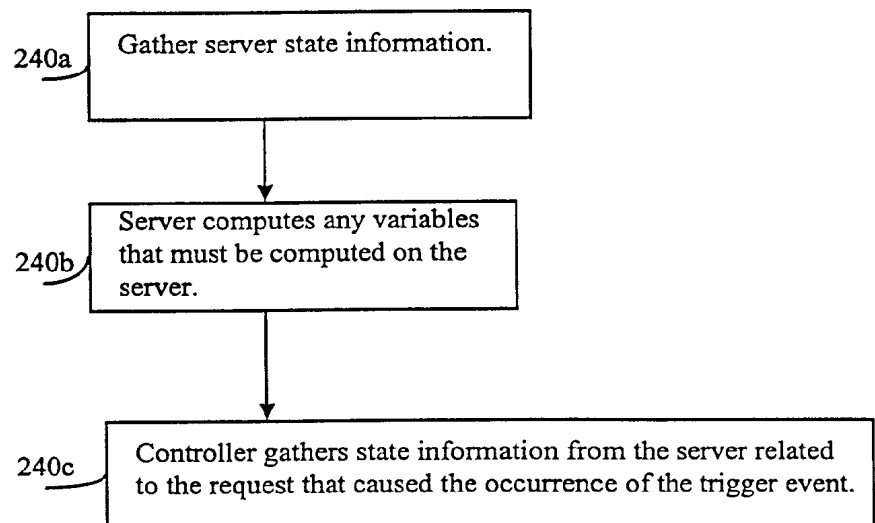 240a
Gather server state information.
240b
Server computes any variables
that must be computed on the
server.
240c
Controller gathers state information from the server related
to the request that caused the occurrence of the trigger event.